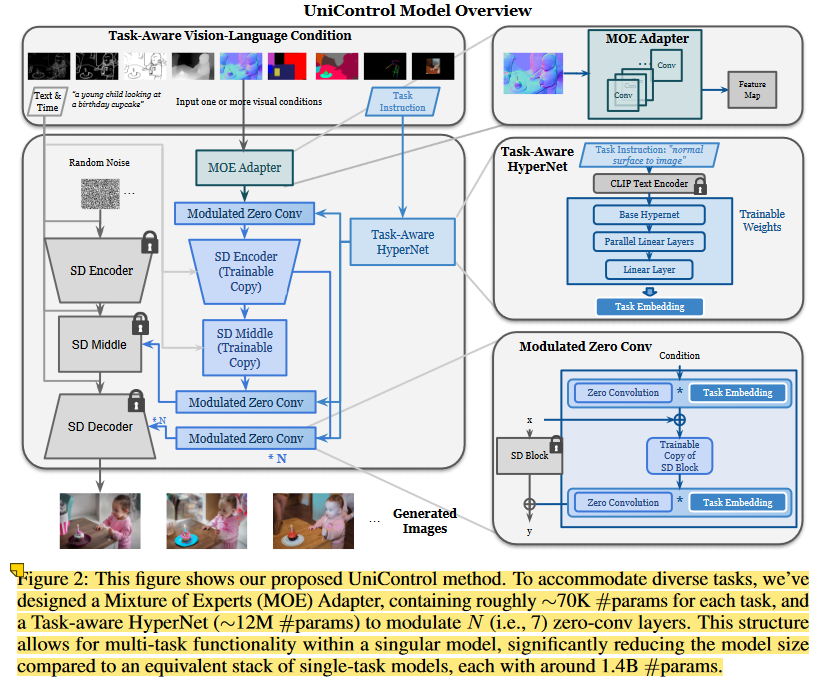 UniControl Model Overview
Task-Aware Vision-Language Condition
Text &
Time
"a young child looking at
a birthday cupcake"
Input one or more visual conditions
Task
Instruction
Random Noise
...
MOE Adapter
Modulated Zero Conv
SD Encoder
SD Encoder
(Trainable
Copy)
Task-Aware
HyperNet
SD Middle
SD Middle
(Trainable
Copy)
Modulated Zero Conv
SD Decoder
* N
Modulated Zero Conv
* N
...
Generated
Images
MOE Adapter
...
Conv
Conv
Conv
Feature
Map
Task-Aware
HyperNet
Task Instruction: "normal
surface to image"
CLIP Text Encoder
Base Hypernet
Parallel Linear Layers
Linear Layer
Trainable
Weights
Task Embedding
Modulated Zero Conv
Condition
Zero Convolution * Task Embedding
x
SD Block
Trainable
Copy of
SD Block
Zero Convolution * Task Embedding
y
Figure 2: This figure shows our proposed UniControl method. To accommodate diverse tasks, we've
designed a Mixture of Experts (MOE) Adapter, containing roughly ∼70K #params for each task, and
a Task-aware HyperNet (∼12M #params) to modulate N (i.e., 7) zero-conv layers. This structure
allows for multi-task functionality within a singular model, significantly reducing the model size
compared to an equivalent stack of single-task models, each with around 1.4B #params.